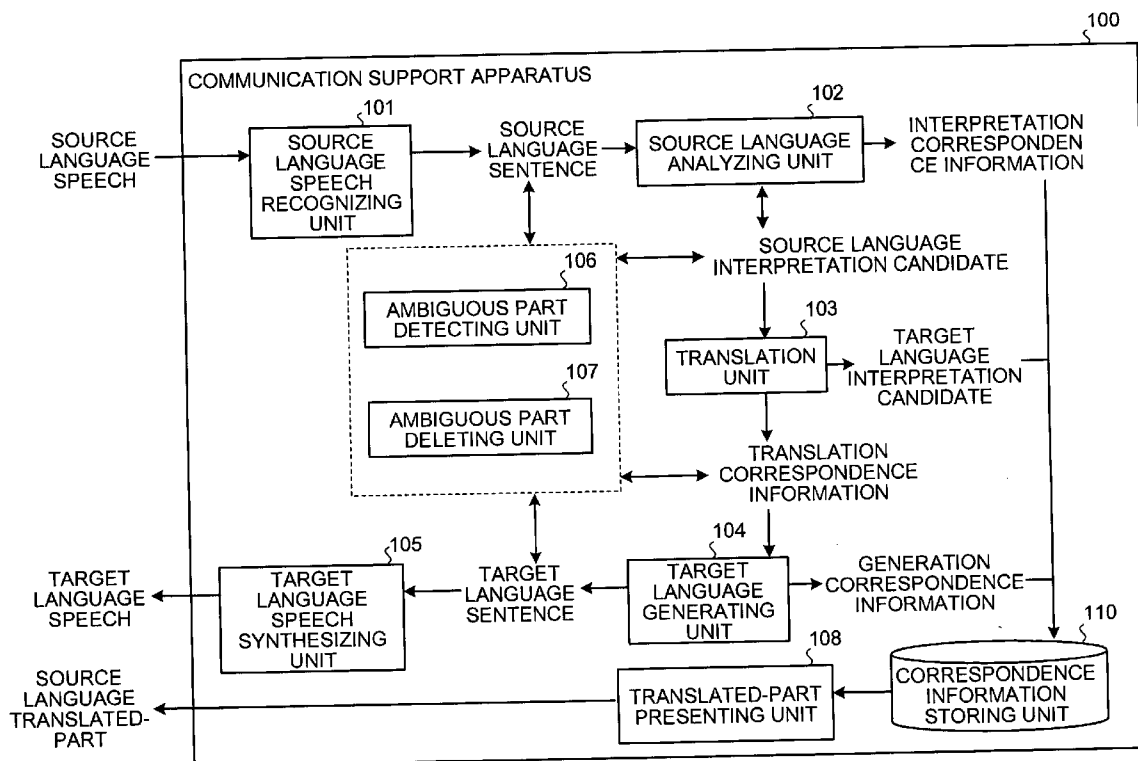 100
COMMUNICATION SUPPORT APPARATUS
SOURCE
LANGUAGE
SPEECH
101
SOURCE
LANGUAGE
SPEECH
RECOGNIZING
UNIT
SOURCE
LANGUAGE
SENTENCE
102
SOURCE LANGUAGE
ANALYZING UNIT
INTERPRETATION
CORRESPONDEN
CE INFORMATION
SOURCE LANGUAGE
INTERPRETATION CANDIDATE
106
AMBIGUOUS PART
DETECTING UNIT
107
AMBIGUOUS PART
DELETING UNIT
103
TRANSLATION
UNIT
TARGET
LANGUAGE
INTERPRETATION
CANDIDATE
TRANSLATION
CORRESPONDENCE
INFORMATION
TARGET
LANGUAGE
SPEECH
105
TARGET
LANGUAGE
SPEECH
SYNTHESIZING
UNIT
TARGET
LANGUAGE
SENTENCE
104
TARGET
LANGUAGE
GENERATING
UNIT
GENERATION
CORRESPONDENCE
INFORMATION
110
CORRESPONDENCE
INFORMATION
STORING UNIT
108
TRANSLATED-PART
PRESENTING UNIT
SOURCE
LANGUAGE
TRANSLATED-
PART